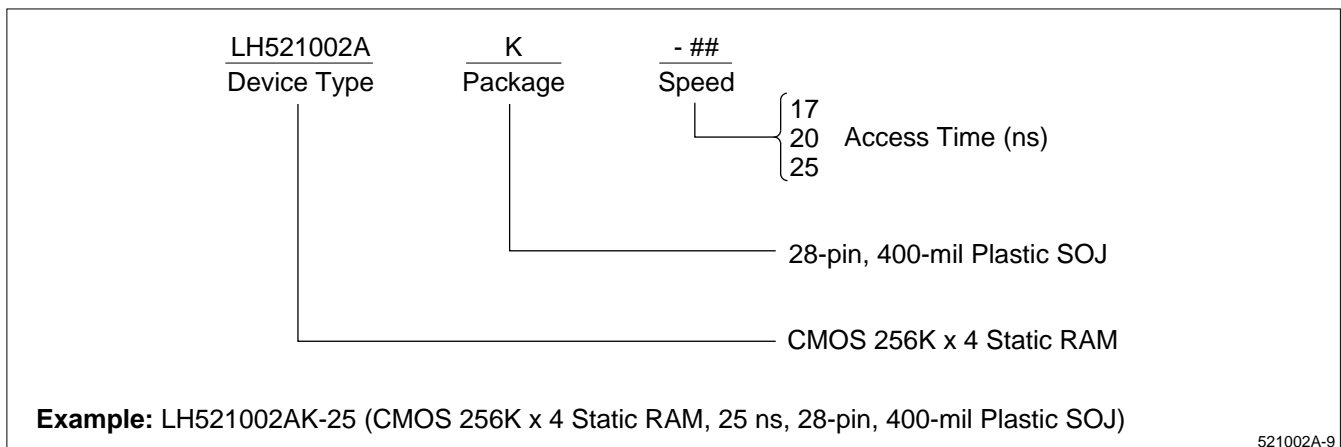 LH521002A K - ##
Device Type Package Speed
17
20 Access Time (ns)
25
28-pin, 400-mil Plastic SOJ
CMOS 256K x 4 Static RAM
Example: LH521002AK-25 (CMOS 256K x 4 Static RAM, 25 ns, 28-pin, 400-mil Plastic SOJ)
521002A-9